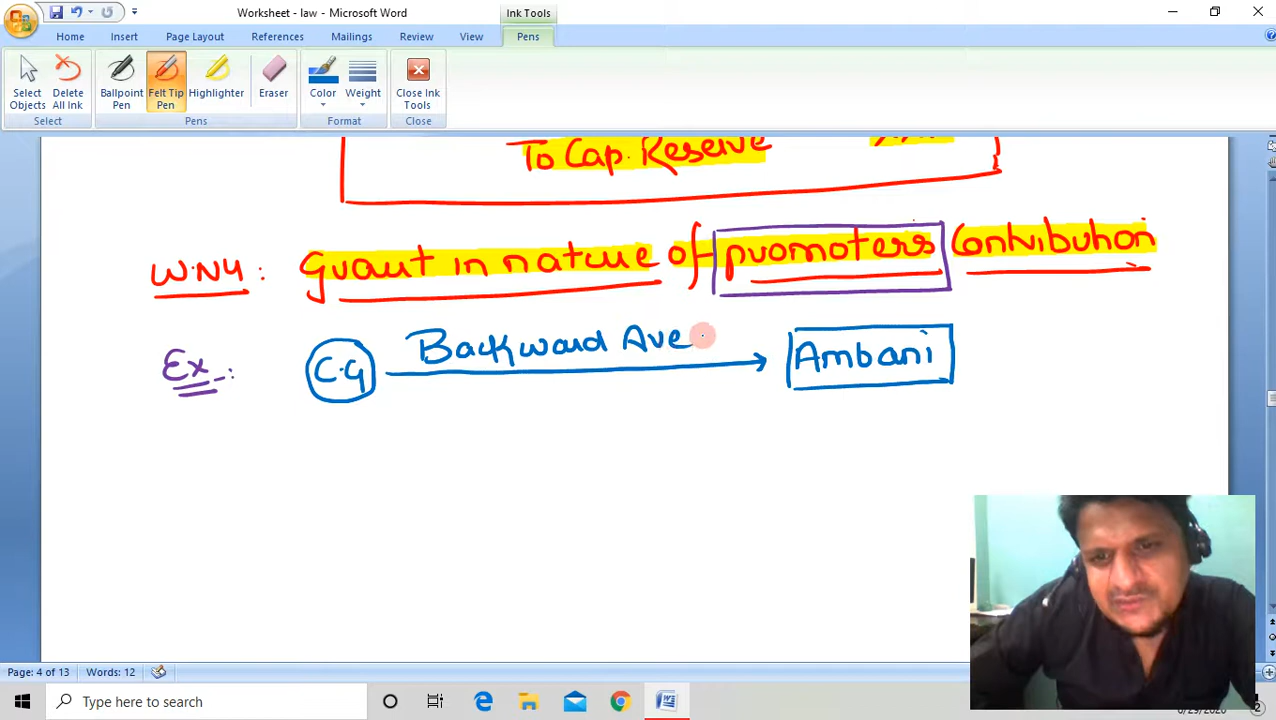 Worksheet - law - Microsoft Word
Ink Tools
Home Insert Page Layout References Mailings Review View Pens
Select Objects
Delete All Ink
Ballpoint Pen
Felt Tip Pen
Highlighter
Eraser
Color
Weight
Close Ink Tools
Select
Pens
Format
Close
To Cap. Reserve
W.N4 : Grant in nature of promoters Contribution
Ex -:
C.G
Backward Are
Ambani
Page: 4 of 13
Words: 12
Type here to search